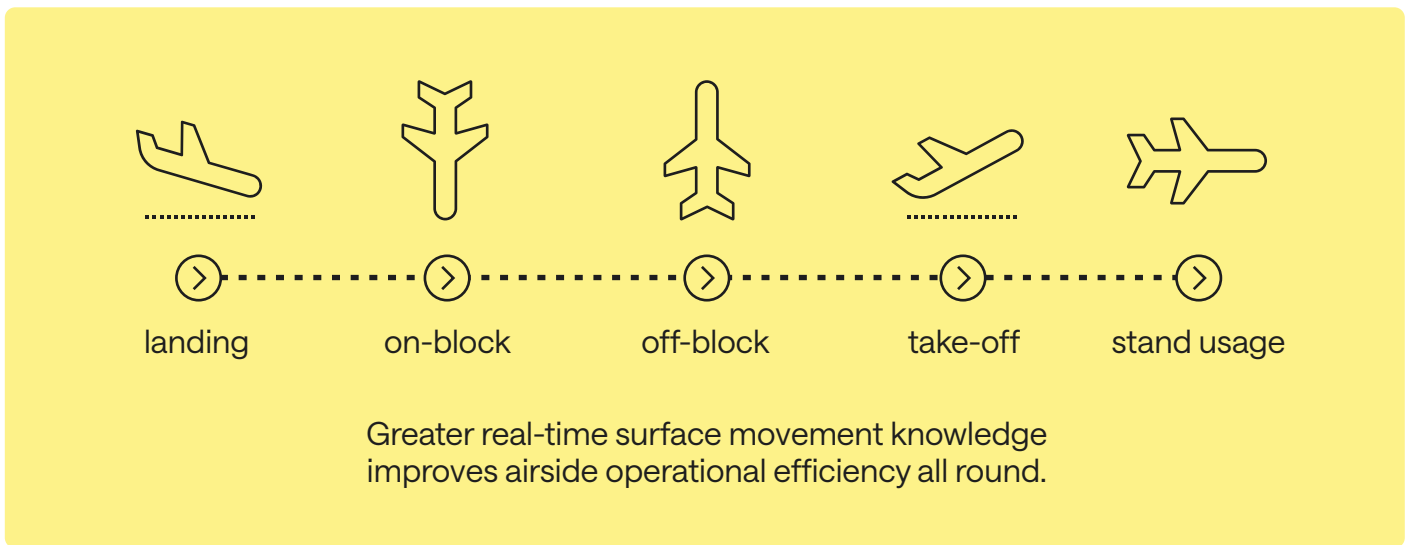 landing
on-block
off-block
take-off
stand usage
Greater real-time surface movement knowledge
improves airside operational efficiency all round.